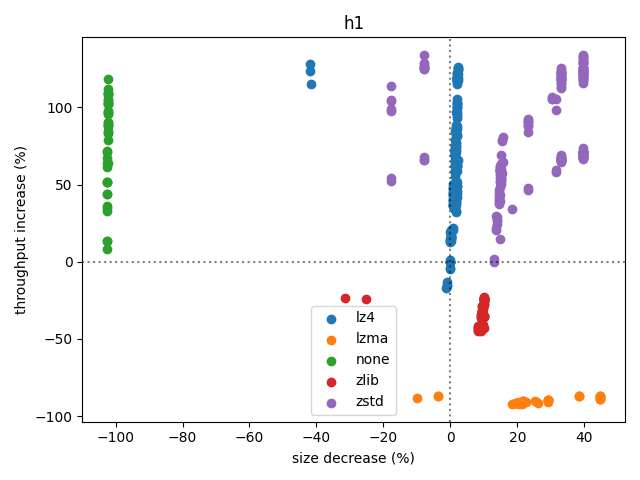 h1
throughput increase (%)
100
50
0
−50
−100
lz4
lzma
none
zlib
zstd
−100 −80 −60 −40 −20 0 20 40
size decrease (%)